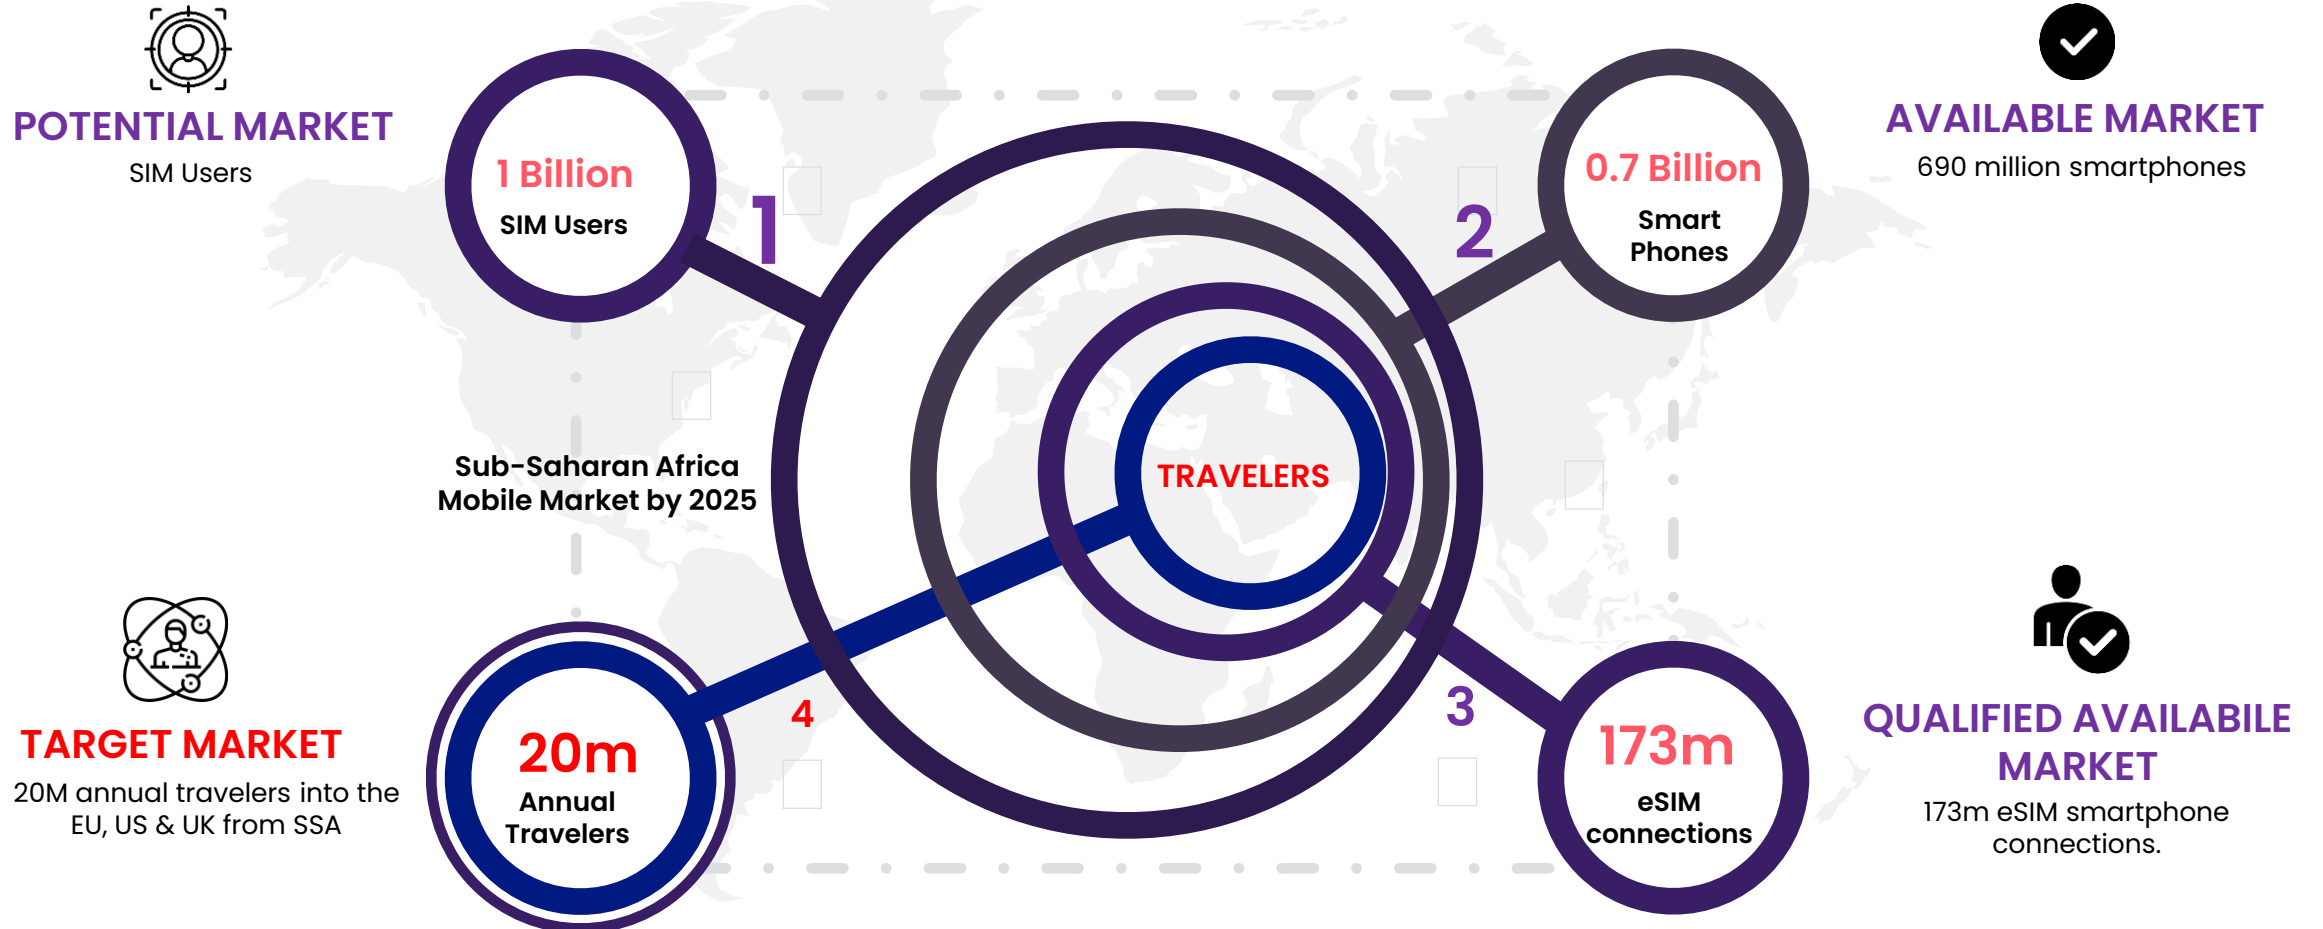 POTENTIAL MARKET
SIM Users
1 Billion
SIM Users
1
2
0.7 Billion
Smart
Phones
AVAILABLE MARKET
690 million smartphones
Sub-Saharan Africa
Mobile Market by 2025
TRAVELERS
TARGET MARKET
20M annual travelers into the
EU, US & UK from SSA
20m
Annual
Travelers
4
3
173m
eSIM
connections
QUALIFIED AVAILABILE
MARKET
173m eSIM smartphone
connections.